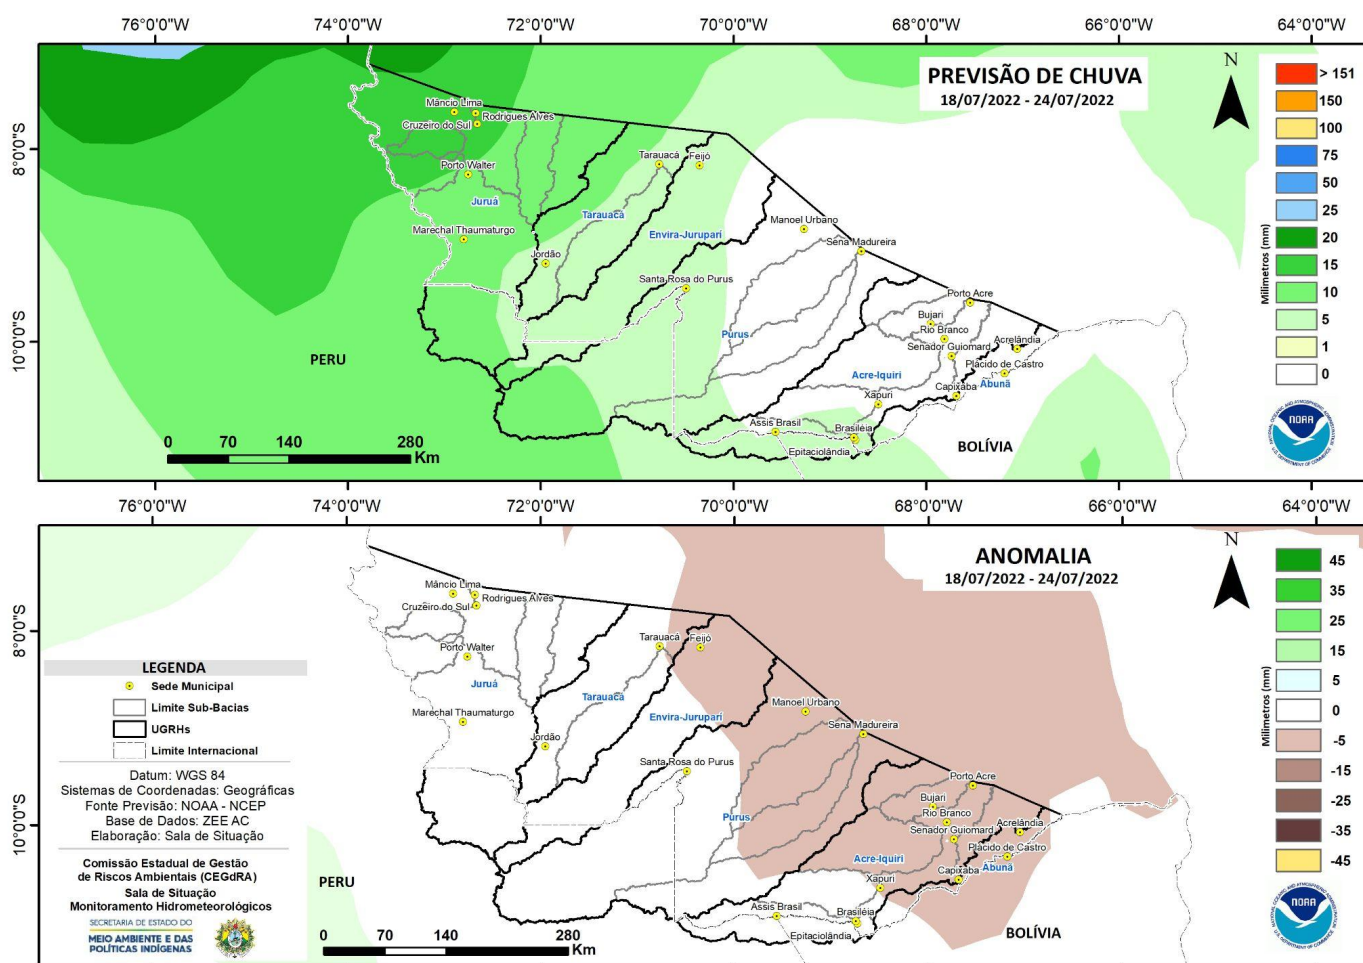 76°0'0"W 74°0'0"W 72°0'0"W 70°0'0"W 68°0'0"W 66°0'0"W 64°0'0"W
PREVISÃO DE CHUVA
18/07/2022 - 24/07/2022
N
8°0'0"S
10°0'0"S
Mâncio Lima
Rodrigues Alves
Cruzeiro do Sul
Porto Walter
Juruá
Marechal Thaumaturgo
Tarauacá
Feijó
Tarauacá
Envira-Jurupari
Jordão
Santa Rosa do Purus
Manoel Urbano
Sena Madureira
Purus
Porto Acre
Bujari
Rio Branco
Senador Guiomard
Acrelândia
Plácido de Castro
Abunã
Acre-Iquiri
Capixaba
Xapuri
Assis Brasil
Brasiléia
Epitaciolândia
PERU
BOLÍVIA
0 70 140 280
Km
Milimetros (mm)
> 151
150
100
75
50
25
20
15
10
5
1
0
NOAA
76°0'0"W 74°0'0"W 72°0'0"W 70°0'0"W 68°0'0"W 66°0'0"W 64°0'0"W
ANOMALIA
18/07/2022 - 24/07/2022
N
8°0'0"S
10°0'0"S
Mâncio Lima
Rodrigues Alves
Cruzeiro do Sul
Porto Walter
Juruá
Marechal Thaumaturgo
Tarauacá
Feijó
Tarauacá
Envira-Jurupari
Jordão
Santa Rosa do Purus
Manoel Urbano
Sena Madureira
Purus
Porto Acre
Bujari
Rio Branco
Senador Guiomard
Acrelândia
Plácido de Castro
Abunã
Acre-Iquiri
Capixaba
Xapuri
Assis Brasil
Brasiléia
Epitaciolândia
PERU
BOLÍVIA
0 70 140 280
Km
Milimetros (mm)
45
35
25
15
5
0
-5
-15
-25
-35
-45
NOAA
LEGENDA
Sede Municipal
Limite Sub-Bacias
UGRHs
Limite Internacional
Datum: WGS 84
Sistemas de Coordenadas: Geográficas
Fonte Previsão: NOAA - NCEP
Base de Dados: ZEE AC
Elaboração: Sala de Situação
Comissão Estadual de Gestão
de Riscos Ambientais (CEGdRA)
Sala de Situação
Monitoramento Hidrometeorológicos
SECRETARIA DE ESTADO DO
MEIO AMBIENTE E DAS
POLÍTICAS INDÍGENAS